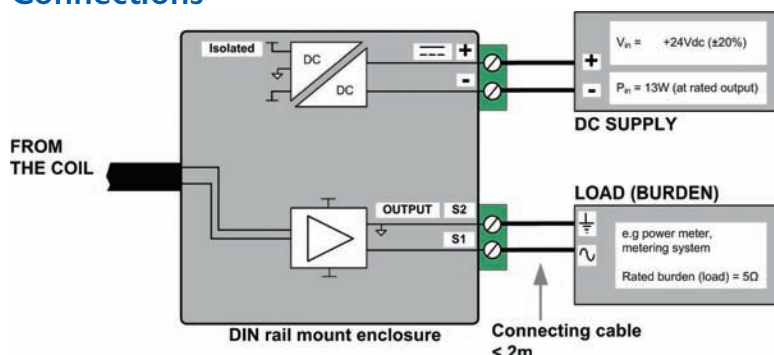 Connections
Isolated
DC
DC
+
-
+
-
Vin = +24Vdc (±20%)
Pin = 13W (at rated output)
DC SUPPLY
FROM
THE COIL
OUTPUT S2
S1
LOAD (BURDEN)
e.g power meter,
metering system
Rated burden (load) = 5Ω
DIN rail mount enclosure
Connecting cable
< 2m